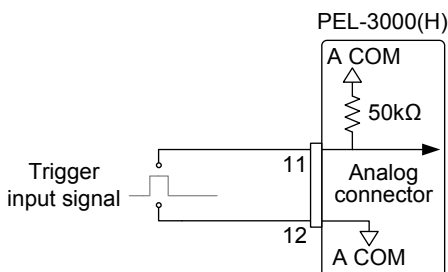 PEL-3000(H)
A COM
50kΩ
11
Trigger
input signal
Analog
connector
12
A COM